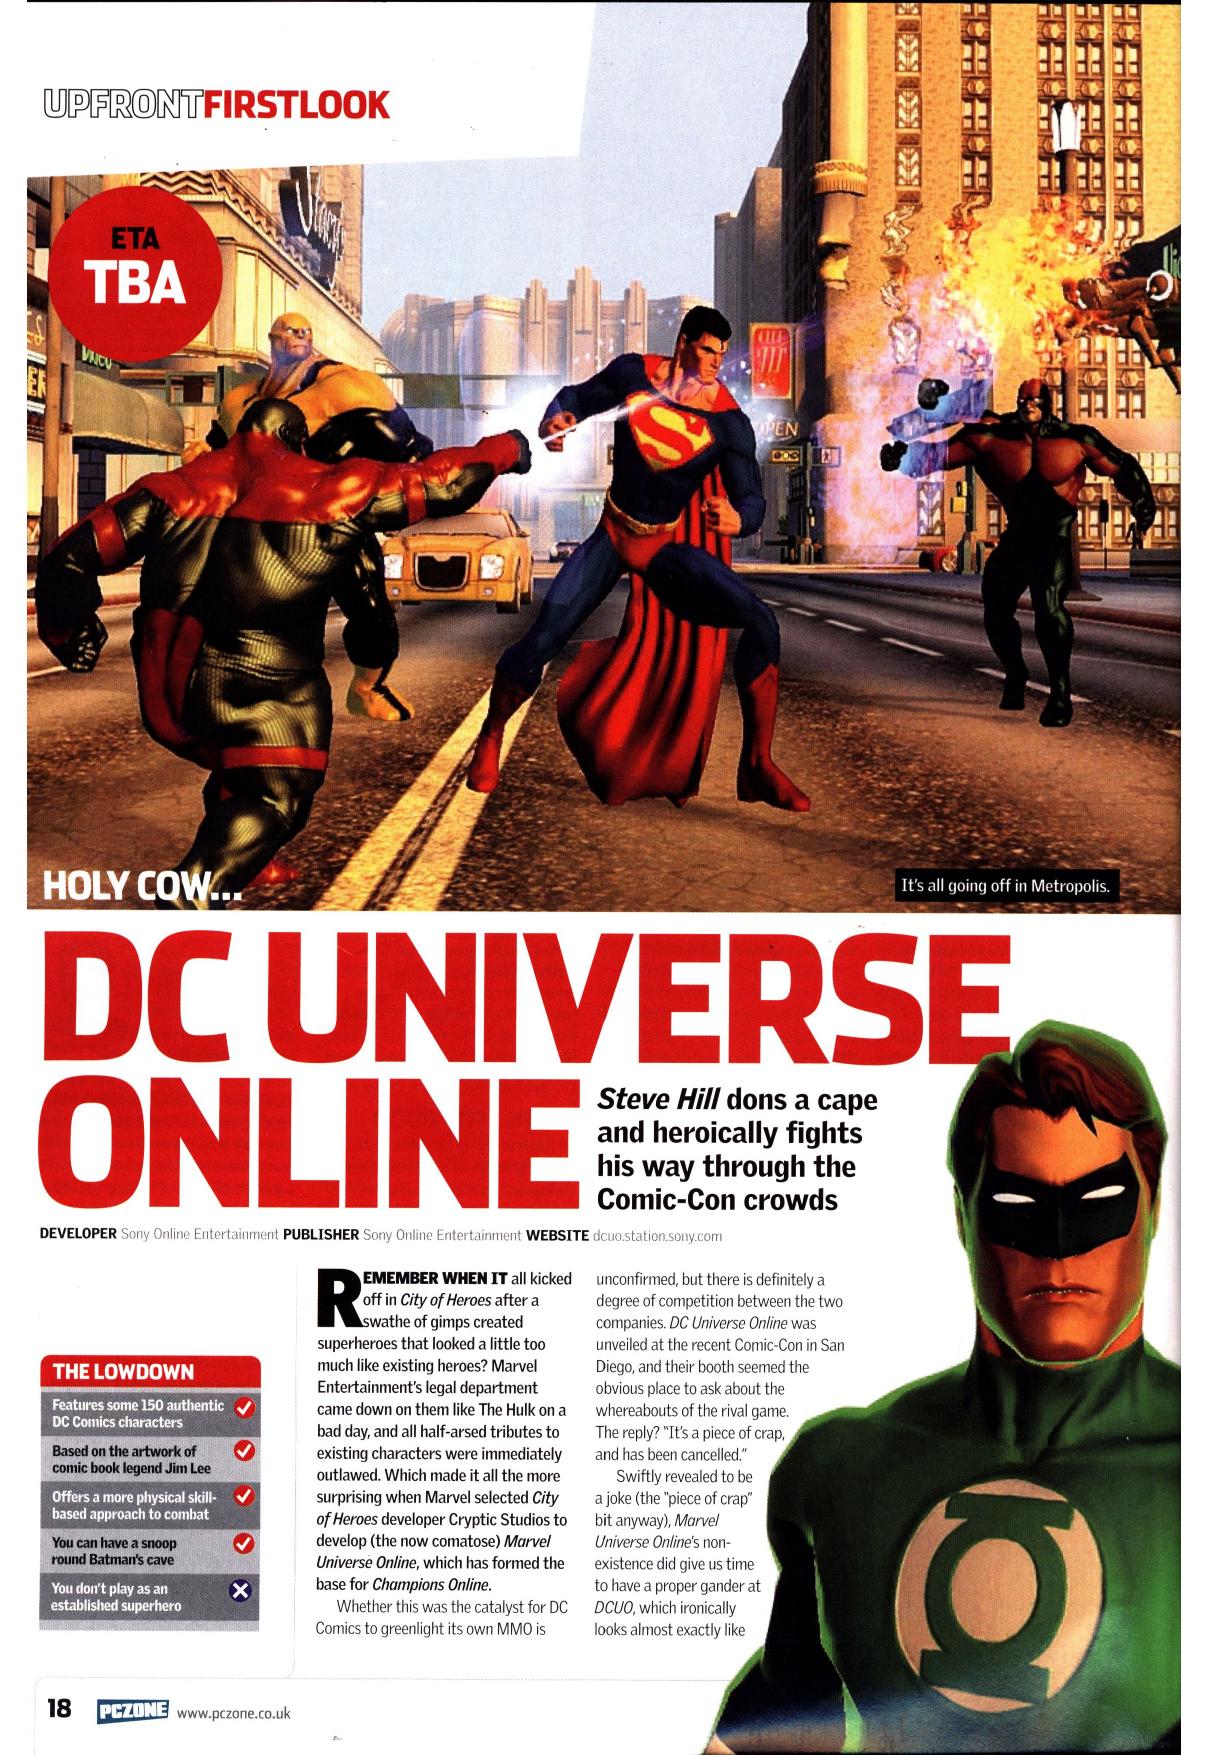 UPFRONTFIRSTLOOK
ETA
TBA
OPEN
HOLY COW...
It's all going off in Metropolis.
DC UNIVERSE
ONLINE
Steve Hill dons a cape
and heroically fights
his way through the
Comic-Con crowds
DEVELOPER Sony Online Entertainment PUBLISHER Sony Online Entertainment WEBSITE dcuo.station.sony.com
THE LOWDOWN
Features some 150 authentic
DC Comics characters
Based on the artwork of
comic book legend Jim Lee
Offers a more physical skill-
based approach to combat
You can have a snoop
round Batman's cave
You don't play as an
established superhero
REMEMBER WHEN IT all kicked
off in City of Heroes after a
swathe of gimps created
superheroes that looked a little too
much like existing heroes? Marvel
Entertainment's legal department
came down on them like The Hulk on a
bad day, and all half-arsed tributes to
existing characters were immediately
outlawed. Which made it all the more
surprising when Marvel selected City
of Heroes developer Cryptic Studios to
develop (the now comatose) Marvel
Universe Online, which has formed the
base for Champions Online.
Whether this was the catalyst for DC
Comics to greenlight its own MMO is
unconfirmed, but there is definitely a
degree of competition between the two
companies. DC Universe Online was
unveiled at the recent Comic-Con in San
Diego, and their booth seemed the
obvious place to ask about the
whereabouts of the rival game.
The reply? "It's a piece of crap,
and has been cancelled."
Swiftly revealed to be
a joke (the "piece of crap"
bit anyway), Marvel
Universe Online's non-
existence did give us time
to have a proper gander at
DCUO, which ironically
looks almost exactly like
18 PCZONE www.pczone.co.uk